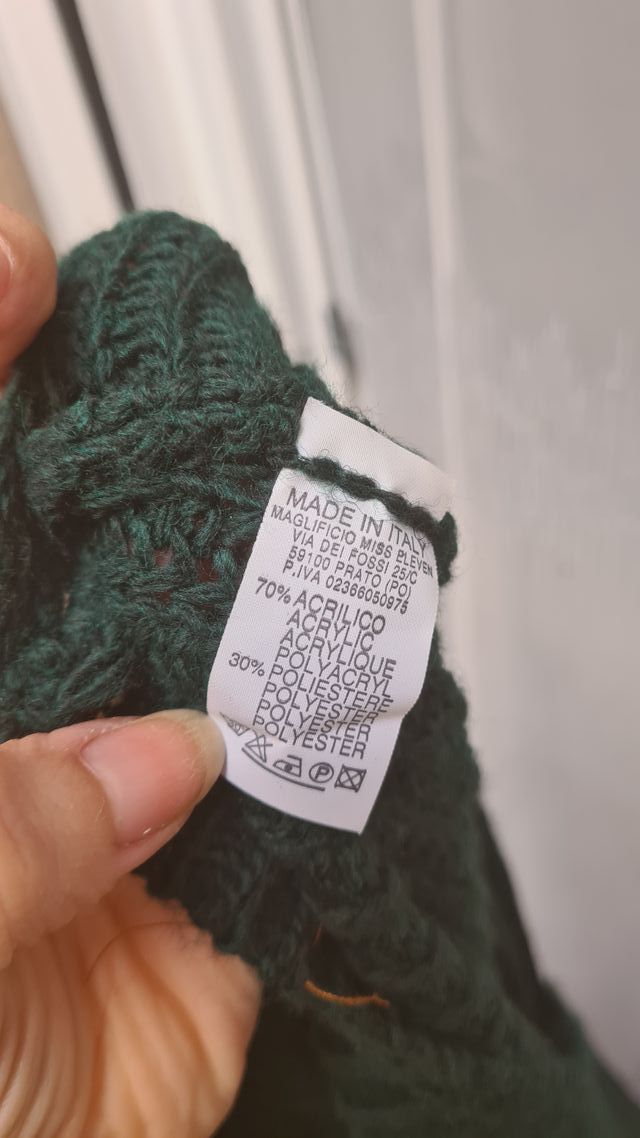 MADE IN ITALY
MAGLIFICIO MISS ELEVEN
VIA DEI FOSSI 25/C
59100 PRATO (PO)
P.IVA 02366050975
70% ACRILICO
ACRYLIC
ACRYLIQUE
POLYACRYL
30% POLIESTERE
POLYESTER
POLYESTER
POLYESTER
P